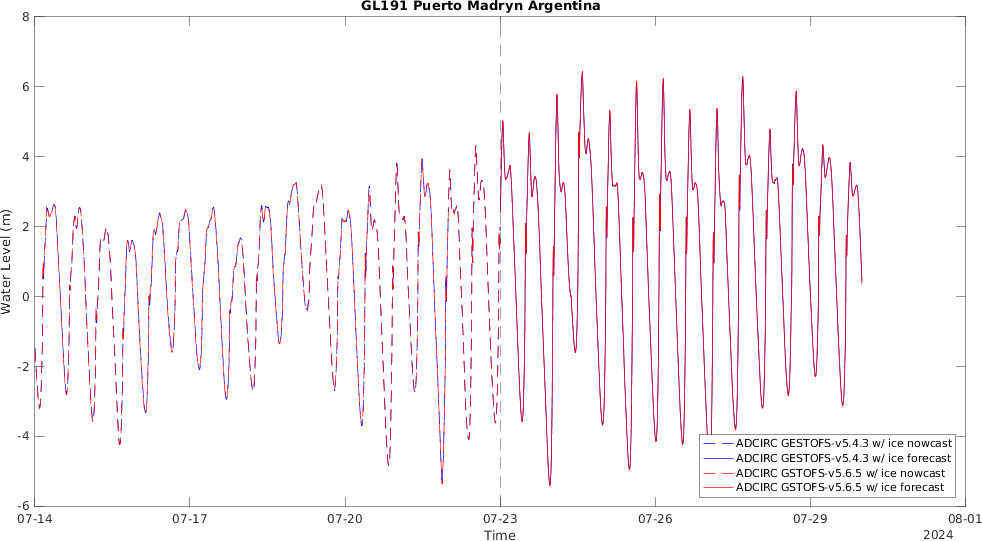 GL191 Puerto Madryn Argentina
8
6
4
2
0
-2
-4
-6
Water Level (m)
07-14
07-17
07-20
07-23
07-26
07-29
08-01
Time
2024
ADCIRC GESTOFS-v5.4.3 w/ ice nowcast
ADCIRC GESTOFS-v5.4.3 w/ ice forecast
ADCIRC GSTOFS-v5.6.5 w/ ice nowcast
ADCIRC GSTOFS-v5.6.5 w/ ice forecast